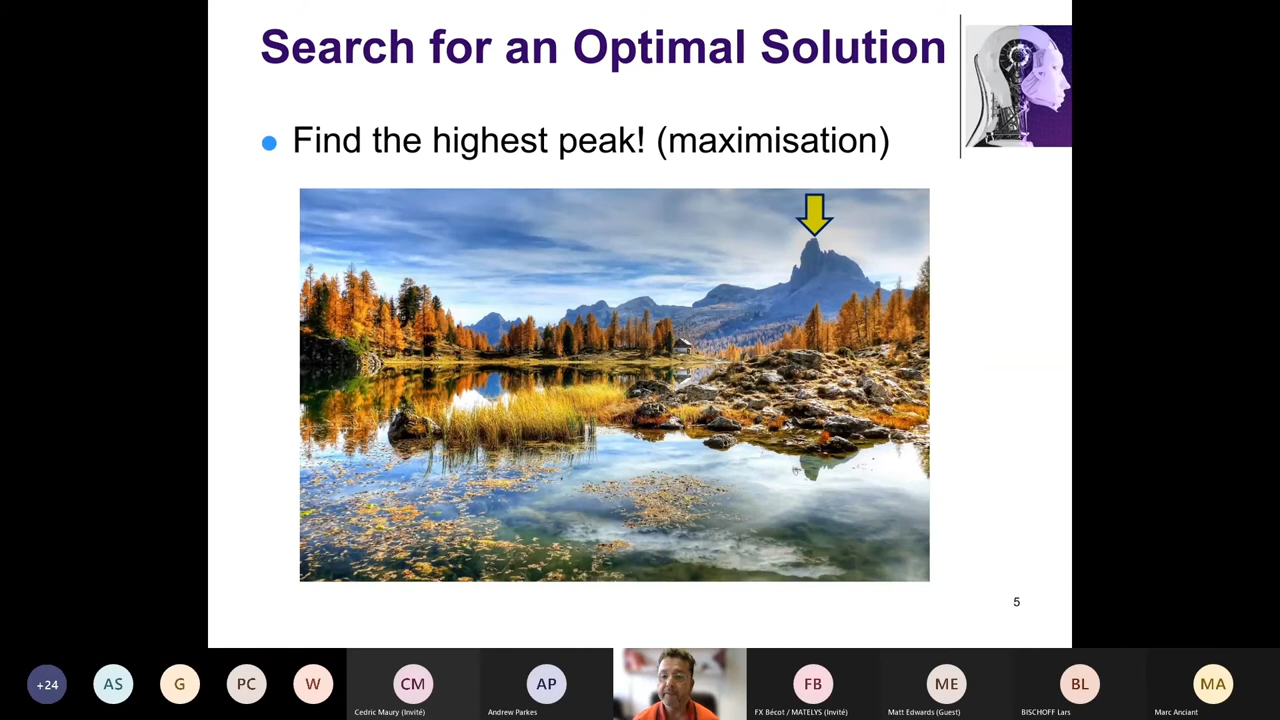 Search for an Optimal Solution
Find the highest peak! (maximisation)
5
+24
AS
G
PC
W
CM
AP
FB
ME
BL
MA
Cedric Maury (Invité)
Andrew Parkes
FX Bécot / MATELYS (Invité)
Matt Edwards (Guest)
BISCHOFF Lars
Marc Anciant